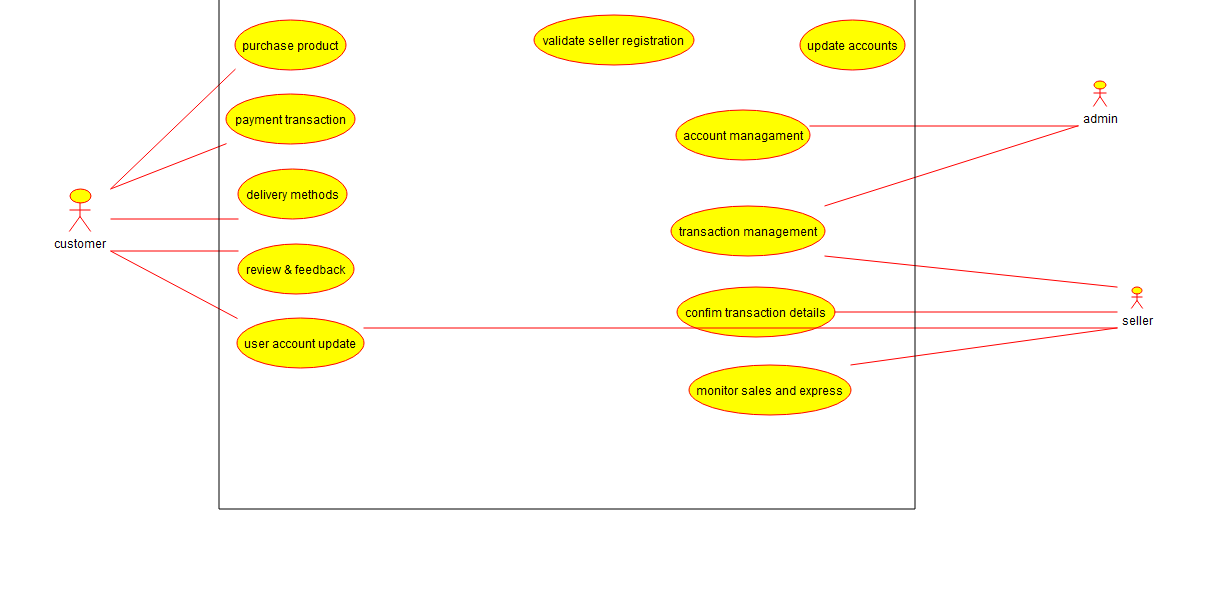 purchase product
validate seller registration
update accounts
payment transaction
account managament
admin
delivery methods
customer
transaction management
review & feedback
confim transaction details
seller
user account update
monitor sales and express